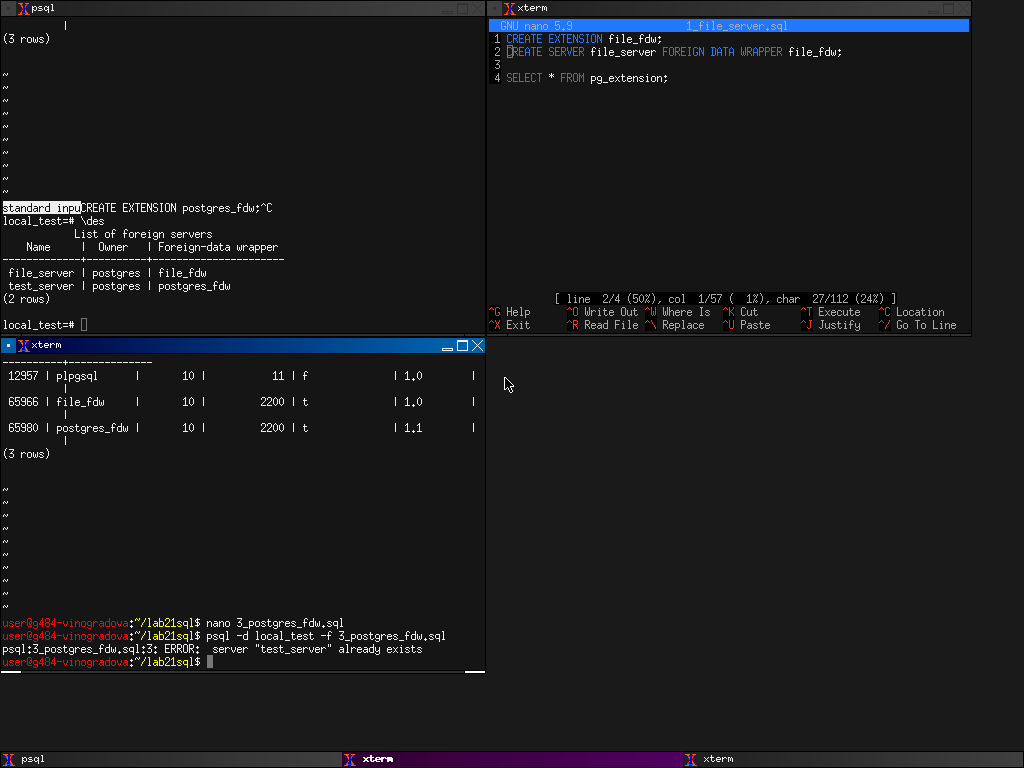 psql
|
(3 rows)
~
~
~
~
~
~
~
~
~
~
standard inpuCREATE EXTENSION postgres_fdw;^C
local_test=# \des
List of foreign servers
Name | Owner | Foreign-data wrapper
-------------+----------+----------------------
file_server | postgres | file_fdw
test_server | postgres | postgres_fdw
(2 rows)
local_test=#
xterm
GNU nano 5.9 1_file_server.sql
1 CREATE EXTENSION file_fdw;
2 CREATE SERVER file_server FOREIGN DATA WRAPPER file_fdw;
3
4 SELECT * FROM pg_extension;
[ line 2/4 (50%), col 1/57 ( 1%), char 27/112 (24%) ]
^G Help ^O Write Out ^W Where Is ^K Cut ^T Execute ^C Location
^X Exit ^R Read File ^\ Replace ^U Paste ^J Justify ^/ Go To Line
xterm
----------+--------------
12957 | plpgsql | 10 | 11 | f | 1.0 |
|
65966 | file_fdw | 10 | 2200 | t | 1.0 |
|
65980 | postgres_fdw | 10 | 2200 | t | 1.1 |
|
(3 rows)
~
~
~
~
~
~
~
~
~
~
user@g484-vinogradova:~/lab21sql$ nano 3_postgres_fdw.sql
user@g484-vinogradova:~/lab21sql$ psql -d local_test -f 3_postgres_fdw.sql
psql:3_postgres_fdw.sql:3: ERROR:  server "test_server" already exists
user@g484-vinogradova:~/lab21sql$
psql
xterm
xterm